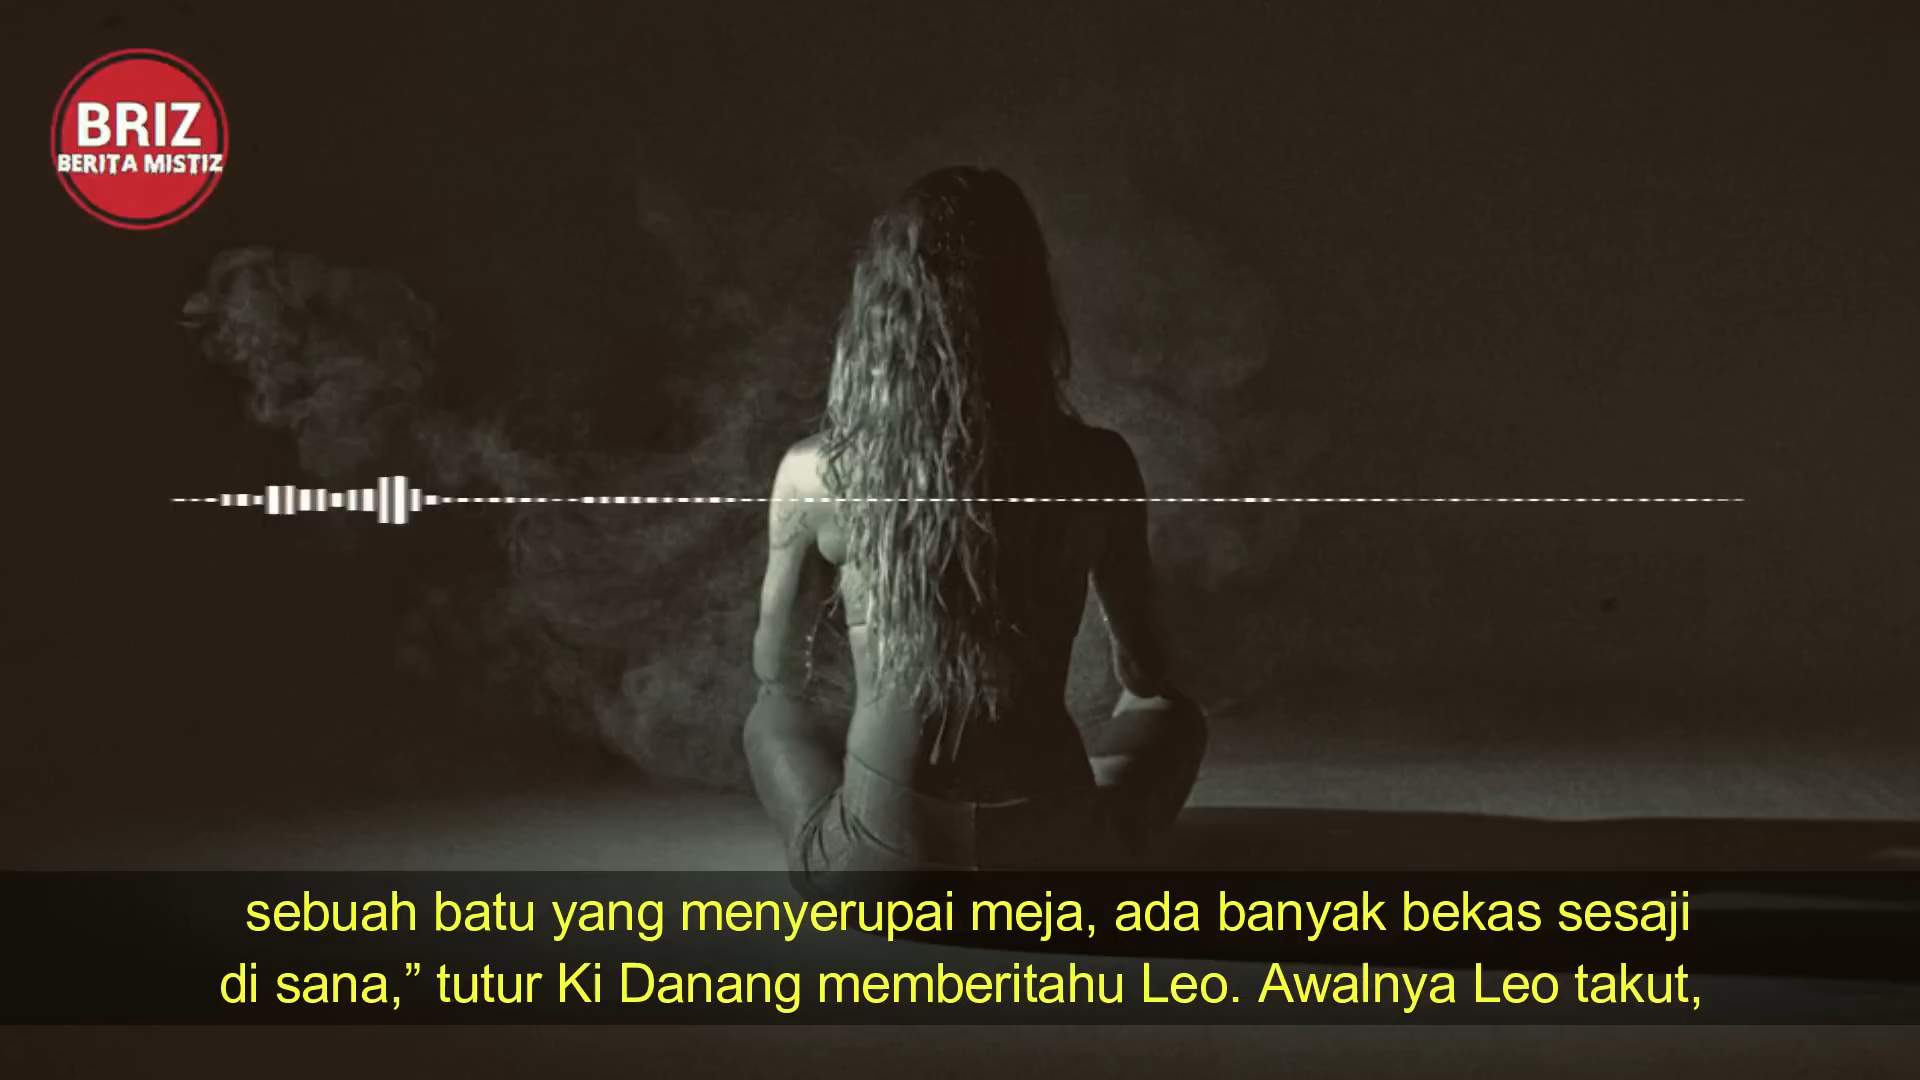 BRIZ
BERITA MISTIZ
sebuah batu yang menyerupai meja, ada banyak bekas sesaji
di sana,” tutur Ki Danang memberitahu Leo. Awalnya Leo takut,